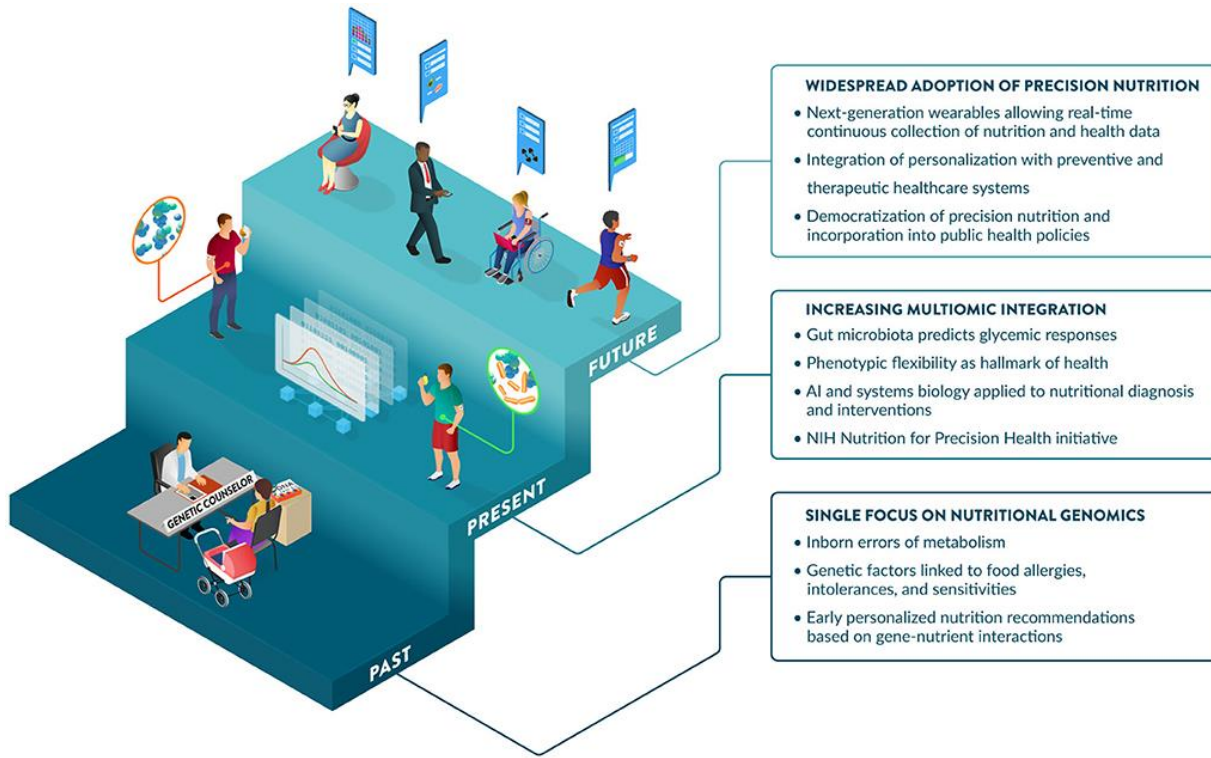 WIDESPREAD ADOPTION OF PRECISION NUTRITION
• Next-generation wearables allowing real-time
continuous collection of nutrition and health data
• Integration of personalization with preventive and
therapeutic healthcare systems
• Democratization of precision nutrition and
incorporation into public health policies
FUTURE
INCREASING MULTIOMIC INTEGRATION
• Gut microbiota predicts glycemic responses
• Phenotypic flexibility as hallmark of health
• AI and systems biology applied to nutritional diagnosis
and interventions
• NIH Nutrition for Precision Health initiative
PRESENT
GENETIC COUNSELOR
DNA
SINGLE FOCUS ON NUTRITIONAL GENOMICS
• Inborn errors of metabolism
• Genetic factors linked to food allergies,
intolerances, and sensitivities
• Early personalized nutrition recommendations
based on gene-nutrient interactions
PAST